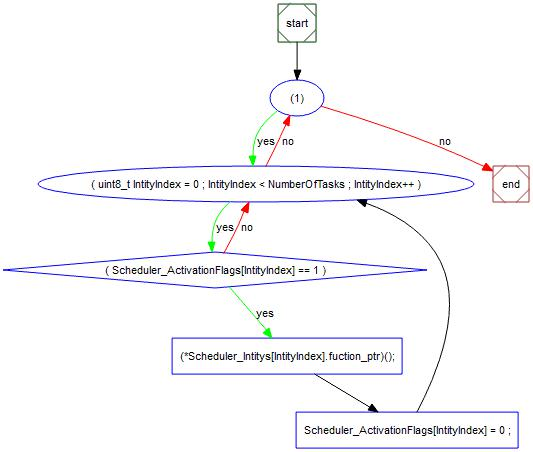 start
(1)
yes
no
no
( uint8_t IntityIndex = 0 ; IntityIndex < NumberOfTasks ; IntityIndex++ )
end
yes
no
( Scheduler_ActivationFlags[IntityIndex] == 1 )
yes
(*Scheduler_Intitys[IntityIndex].fuction_ptr)();
Scheduler_ActivationFlags[IntityIndex] = 0 ;